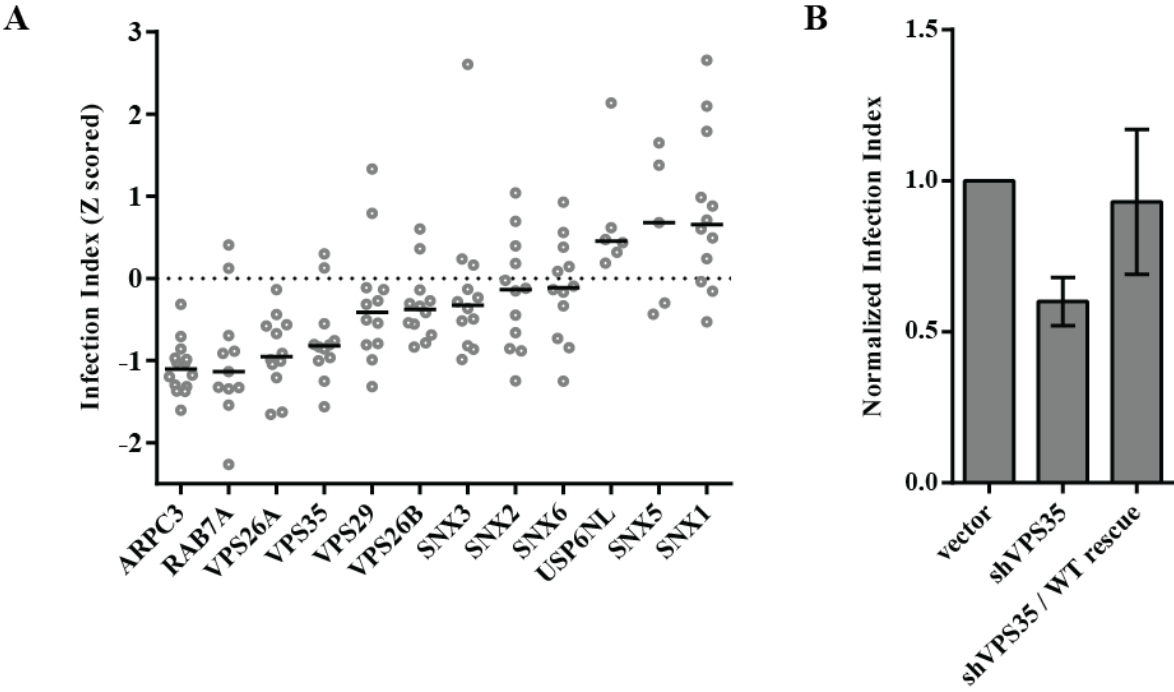 A
Infection Index (Z scored)
3
2
1
0
-1
-2
ARPC3
RAB7A
VPS26A
VPS35
VPS29
VPS26B
SNX3
SNX2
SNX6
USP6NL
SNX5
SNX1
B
Normalized Infection Index
1.5
1.0
0.5
0.0
vector
shVPS35
shVPS35 / WT rescue